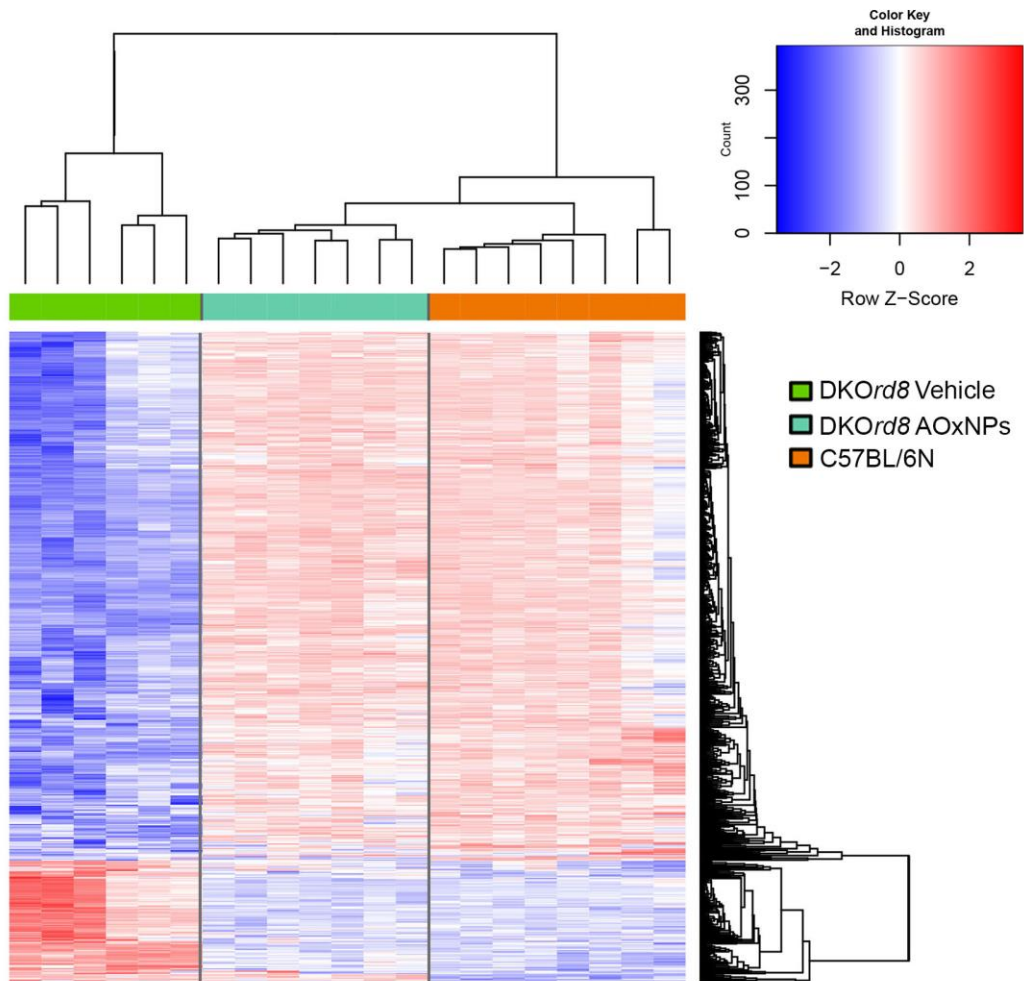 Color Key
and Histogram
Count
0
100
300
−2
0
2
Row Z−Score
DKOrd8 Vehicle
DKOrd8 AOxNPs
C57BL/6N